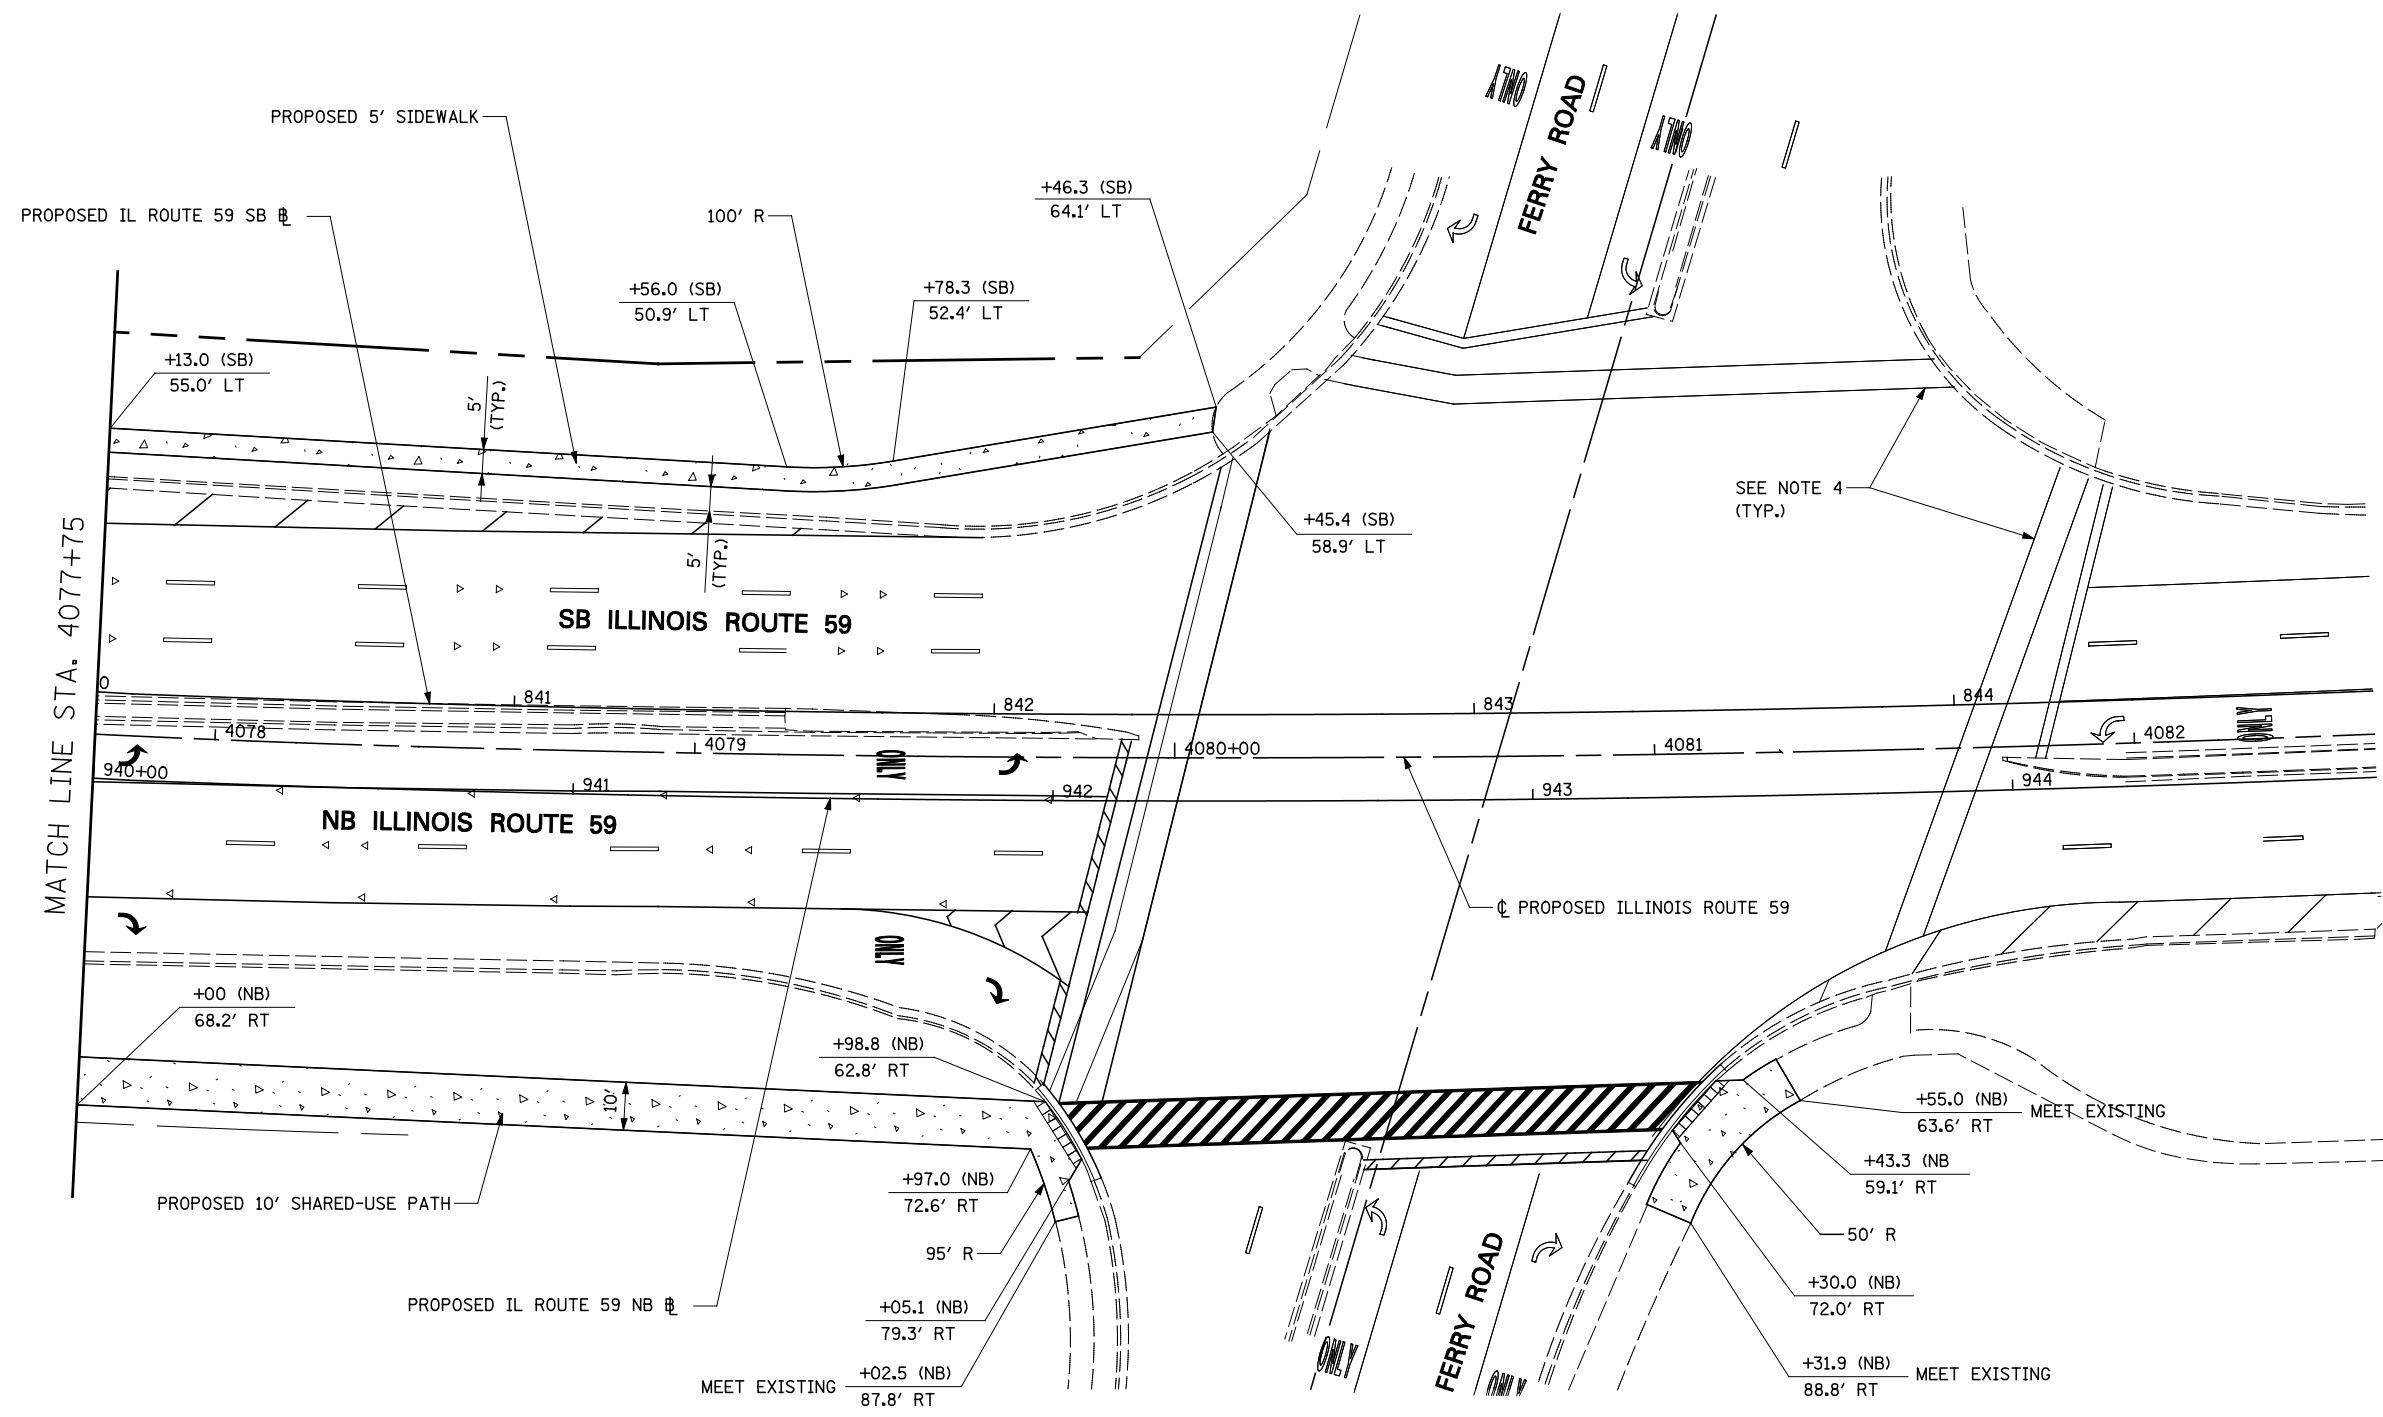 PROPOSED 5' SIDEWALK
PROPOSED IL ROUTE 59 SB ⅊
100' R
+46.3 (SB)
64.1' LT
+56.0 (SB)
50.9' LT
+78.3 (SB)
52.4' LT
+13.0 (SB)
55.0' LT
5'
(TYP.)
5'
(TYP.)
ONLY
FERRY ROAD
ONLY
SEE NOTE 4
(TYP.)
+45.4 (SB)
58.9' LT
MATCH LINE STA. 4077+75
SB ILLINOIS ROUTE 59
0
841
842
843
844
4078
4079
4080+00
4081
4082
ONLY
ONLY
940+00
941
942
943
944
NB ILLINOIS ROUTE 59
℄ PROPOSED ILLINOIS ROUTE 59
ONLY
+00 (NB)
68.2' RT
+98.8 (NB)
62.8' RT
10'
+55.0 (NB)
63.6' RT
MEET EXISTING
+97.0 (NB)
72.6' RT
+43.3 (NB
59.1' RT
PROPOSED 10' SHARED-USE PATH
95' R
50' R
PROPOSED IL ROUTE 59 NB ⅊
+05.1 (NB)
79.3' RT
+30.0 (NB)
72.0' RT
MEET EXISTING
+02.5 (NB)
87.8' RT
ONLY
FERRY ROAD
ONLY
+31.9 (NB)
88.8' RT
MEET EXISTING